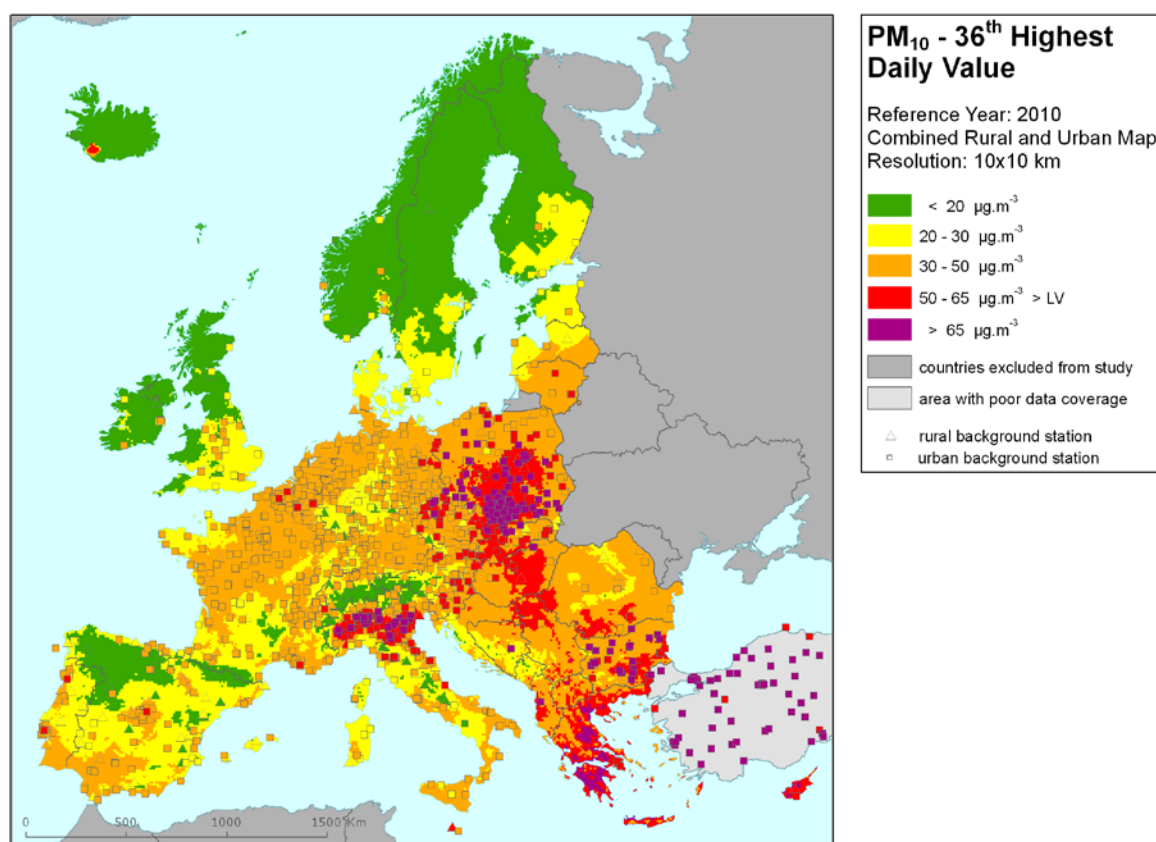 PM₁₀ - 36ᵗʰ Highest
Daily Value
Reference Year: 2010
Combined Rural and Urban Map
Resolution: 10x10 km
< 20 µg.m⁻³
20 - 30 µg.m⁻³
30 - 50 µg.m⁻³
50 - 65 µg.m⁻³ > LV
> 65 µg.m⁻³
countries excluded from study
area with poor data coverage
rural background station
urban background station
0 500 1000 1500 Km